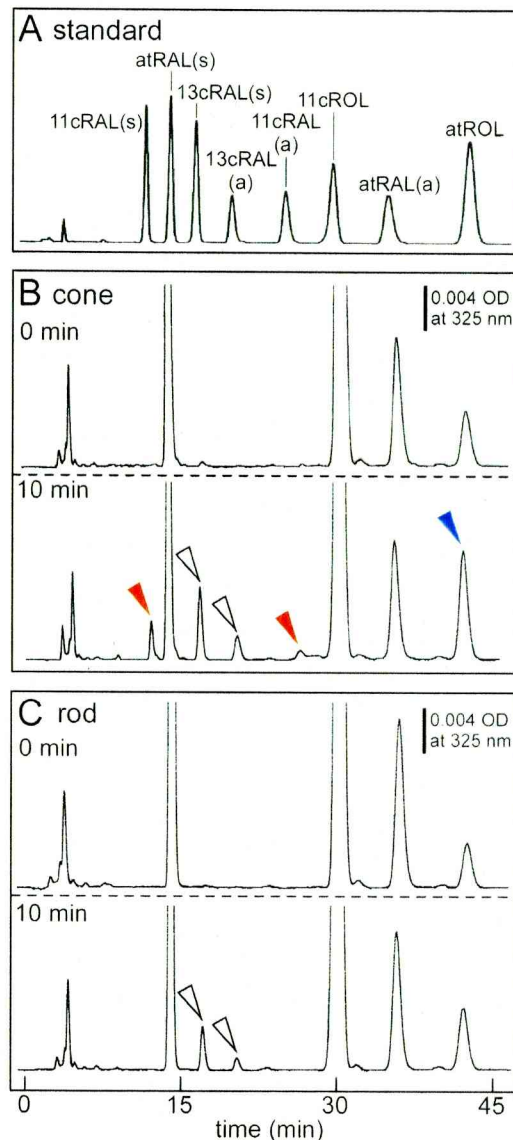 A standard
atRAL(s)
13cRAL(s)
11cRAL(s)
13cRAL
(a)
11cRAL
(a)
11cROL
atRAL(a)
atROL
B cone
0 min
0.004 OD
at 325 nm
10 min
C rod
0 min
0.004 OD
at 325 nm
10 min
0 15 30 45
time (min)